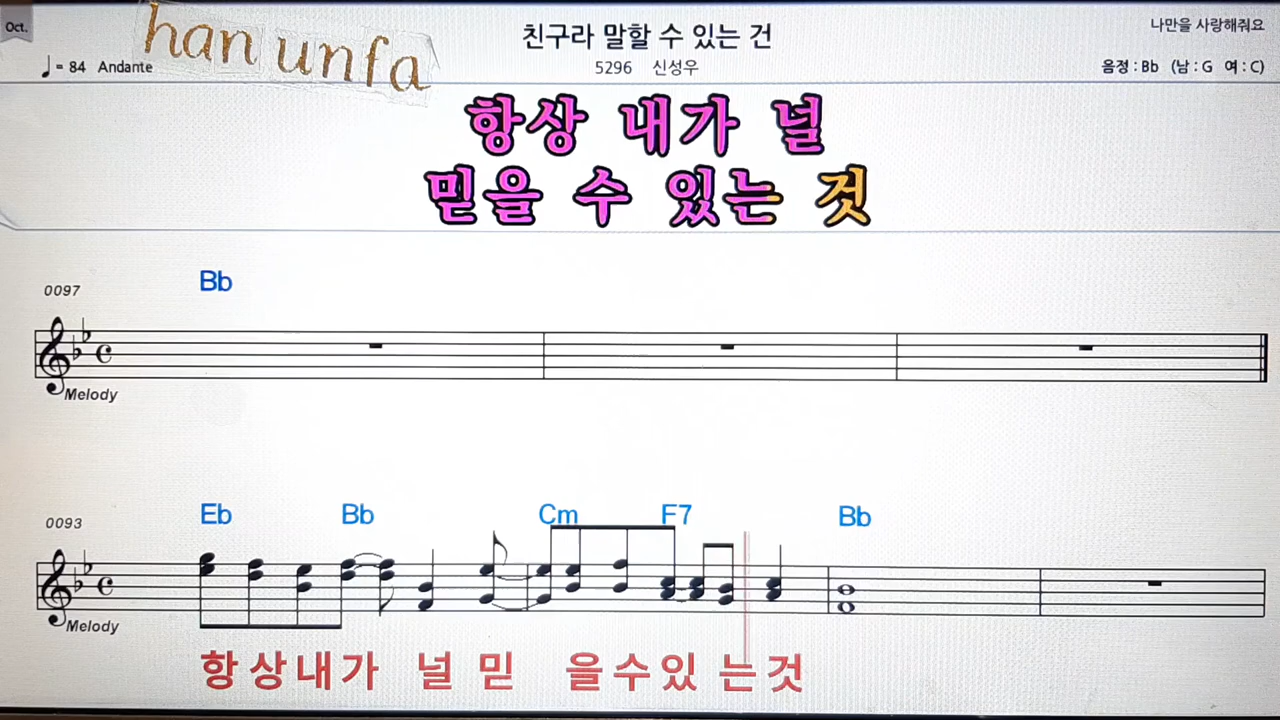 Oct.
han unfa
친구라 말할 수 있는 건
나만을 사랑해줘요
♩= 84 Andante
5296 신성우
음정 : Bb (남 : G 여 : C)
항상 내가 널
믿을 수 있는 것
0097
Bb
Melody
0093
Eb Bb Cm F7 Bb
Melody
항 상 내 가 널 믿 을 수 있 는 것